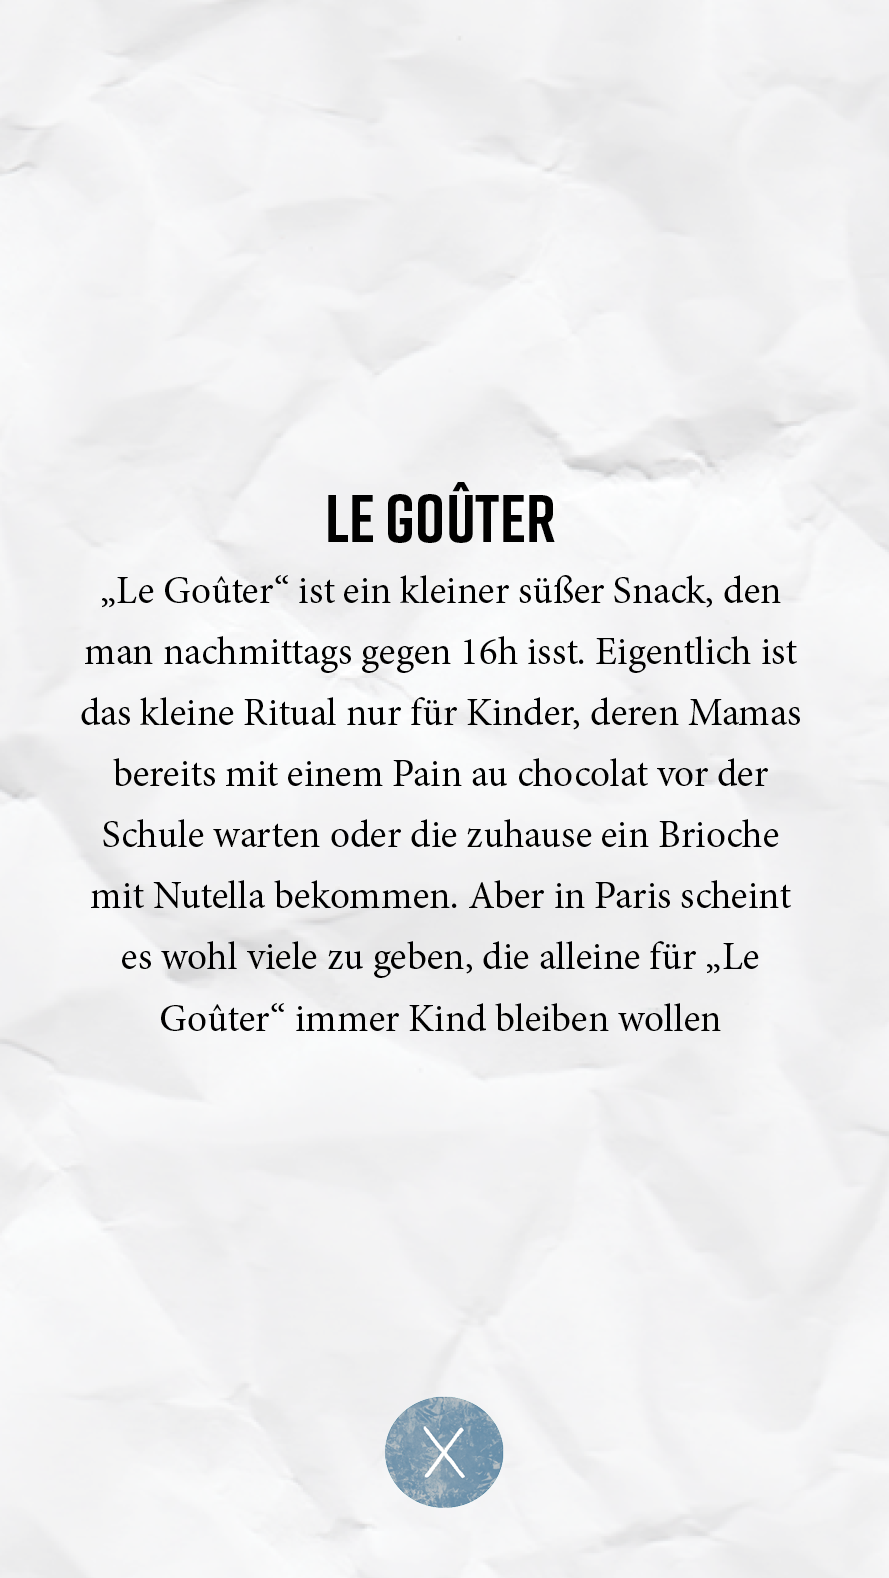 LE GOÛTER
„Le Goûter“ ist ein kleiner süßer Snack, den
man nachmittags gegen 16h isst. Eigentlich ist
das kleine Ritual nur für Kinder, deren Mamas
bereits mit einem Pain au chocolat vor der
Schule warten oder die zuhause ein Brioche
mit Nutella bekommen. Aber in Paris scheint
es wohl viele zu geben, die alleine für „Le
Goûter“ immer Kind bleiben wollen
X